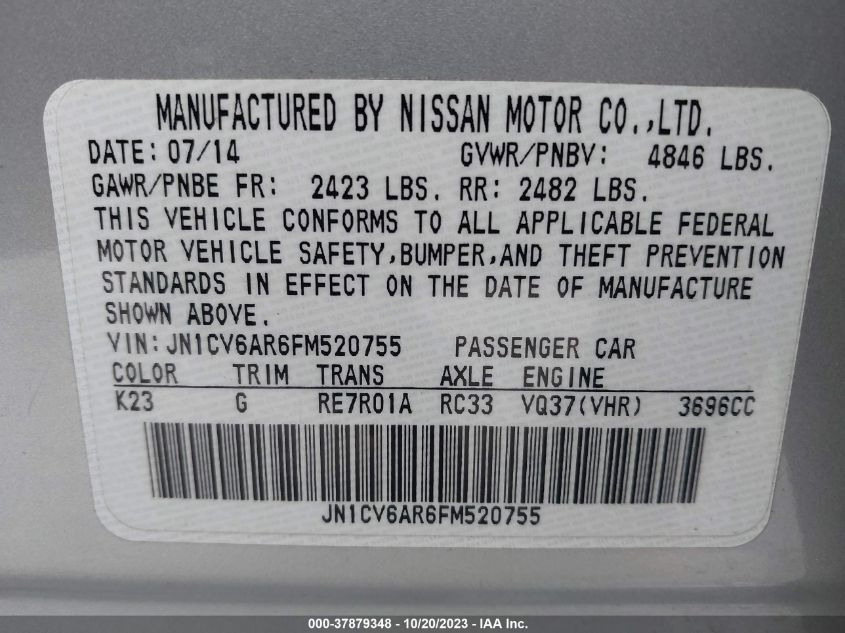 MANUFACTURED BY NISSAN MOTOR CO.,LTD.
DATE: 07/14 GVWR/PNBV: 4846 LBS.
GAWR/PNBE FR: 2423 LBS. RR: 2482 LBS.
THIS VEHICLE CONFORMS TO ALL APPLICABLE FEDERAL
MOTOR VEHICLE SAFETY,BUMPER,AND THEFT PREVENTION
STANDARDS IN EFFECT ON THE DATE OF MANUFACTURE
SHOWN ABOVE.
VIN:JN1CV6AR6FM520755 PASSENGER CAR
COLOR TRIM TRANS AXLE ENGINE
K23 G RE7R01A RC33 VQ37(VHR) 3696CC
JN1CV6AR6FM520755
000-37879348 - 10/20/2023 - IAA Inc.